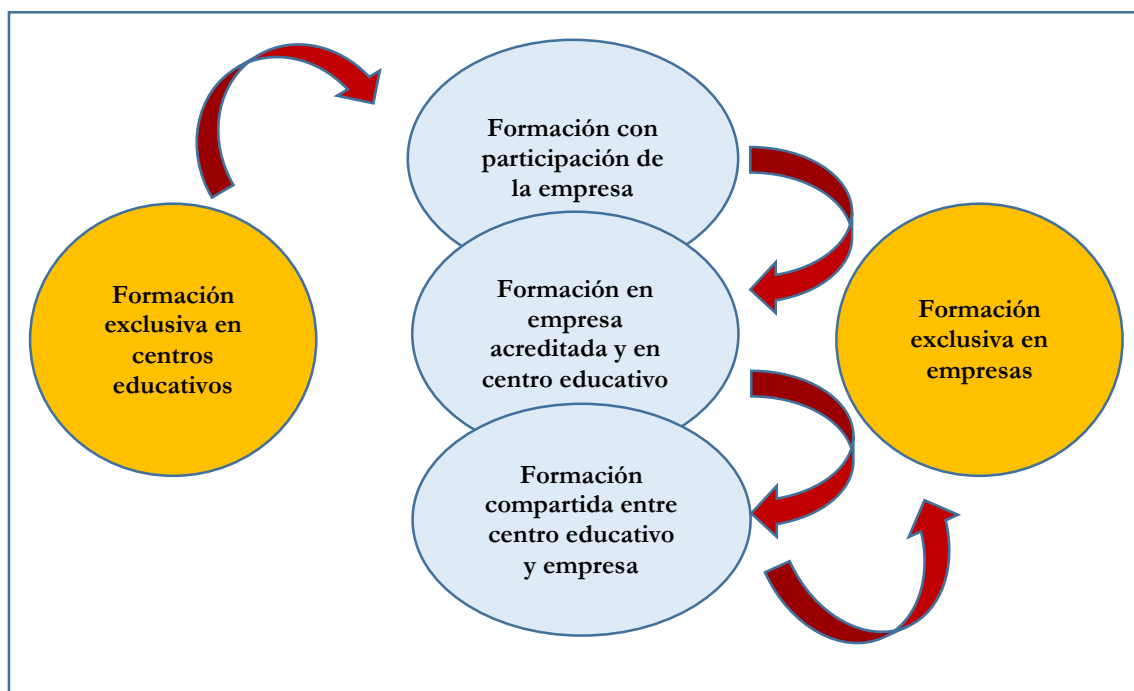 Formación
exclusiva en
centros
educativos
Formación con
participación de
la empresa
Formación en
empresa
acreditada y en
centro educativo
Formación
compartida entre
centro educativo
y empresa
Formación
exclusiva en
empresas